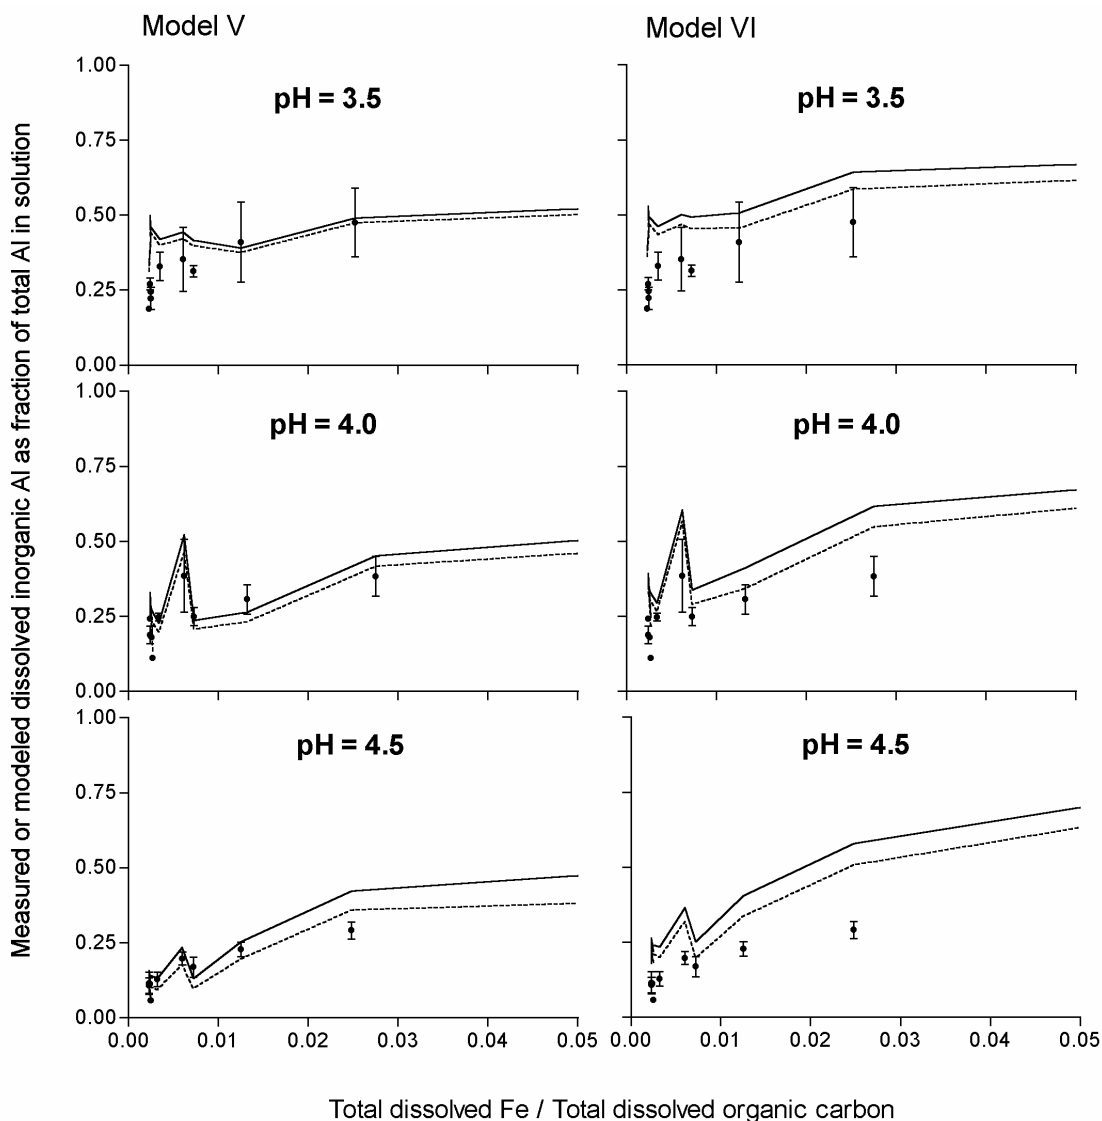 Model V
Model VI
Measured or modeled dissolved inorganic Al as fraction of total Al in solution
1.00
0.75
0.50
0.25
0.00
pH = 3.5
pH = 3.5
1.00
0.75
0.50
0.25
0.00
pH = 4.0
pH = 4.0
1.00
0.75
0.50
0.25
0.00
pH = 4.5
pH = 4.5
0.00 0.01 0.02 0.03 0.04 0.05
0.00 0.01 0.02 0.03 0.04 0.05
Total dissolved Fe / Total dissolved organic carbon